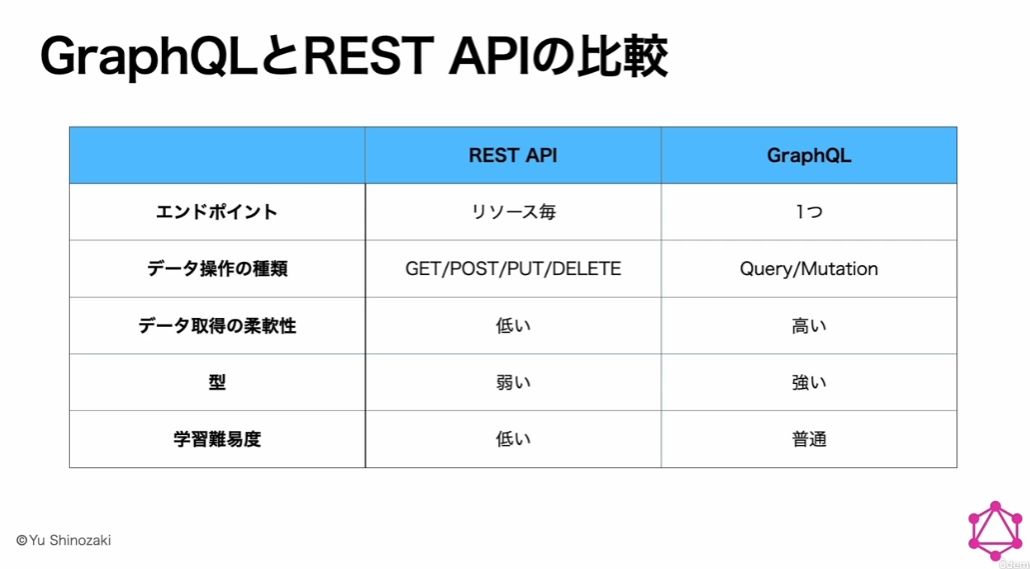 GraphQLとREST APIの比較
REST API GraphQL
エンドポイント リソース毎 1つ
データ操作の種類 GET/POST/PUT/DELETE Query/Mutation
データ取得の柔軟性 低い 高い
型 弱い 強い
学習難易度 低い 普通
©Yu Shinozaki